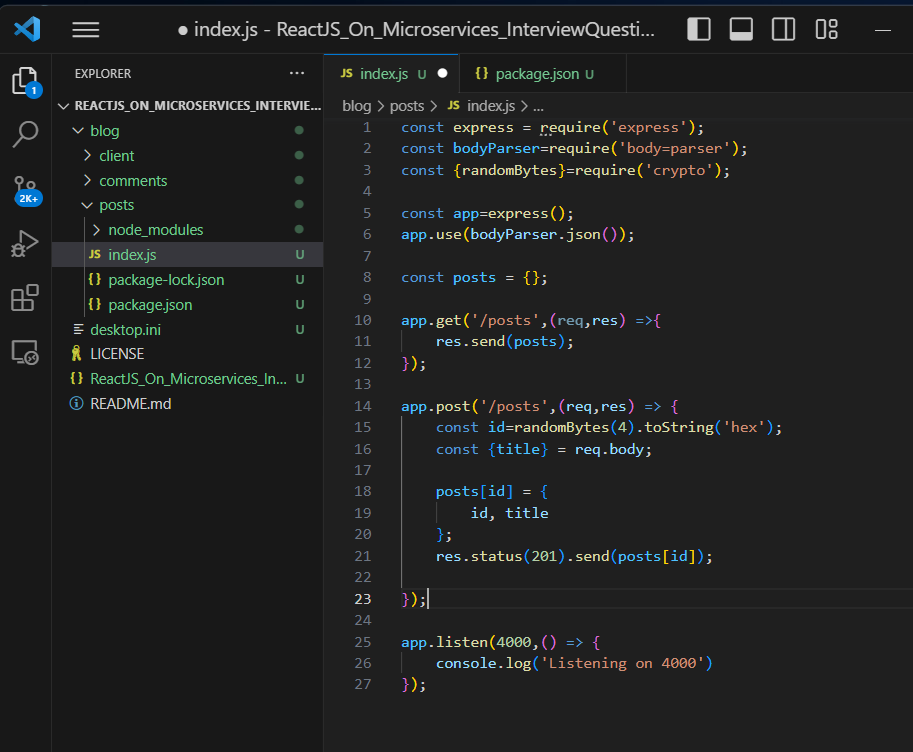 ● index.js - ReactJS_On_Microservices_InterviewQuesti...
EXPLORER ...
REACTJS_ON_MICROSERVICES_INTERVIE...
blog
client
comments
posts
node_modules
JS index.js U
{} package-lock.json U
{} package.json U
desktop.ini U
LICENSE
{} ReactJS_On_Microservices_In... U
README.md
1
2K+
JS index.js U ●
{} package.json U
blog > posts > JS index.js > ...
1 const express = require('express');
2 const bodyParser=require('body=parser');
3 const {randomBytes}=require('crypto');
4
5 const app=express();
6 app.use(bodyParser.json());
7
8 const posts = {};
9
10 app.get('/posts',(req,res) =>{
11     res.send(posts);
12 });
13
14 app.post('/posts',(req,res) => {
15     const id=randomBytes(4).toString('hex');
16     const {title} = req.body;
17
18     posts[id] = {
19         id, title
20     };
21     res.status(201).send(posts[id]);
22
23 });
24
25 app.listen(4000,() => {
26     console.log('Listening on 4000')
27 });